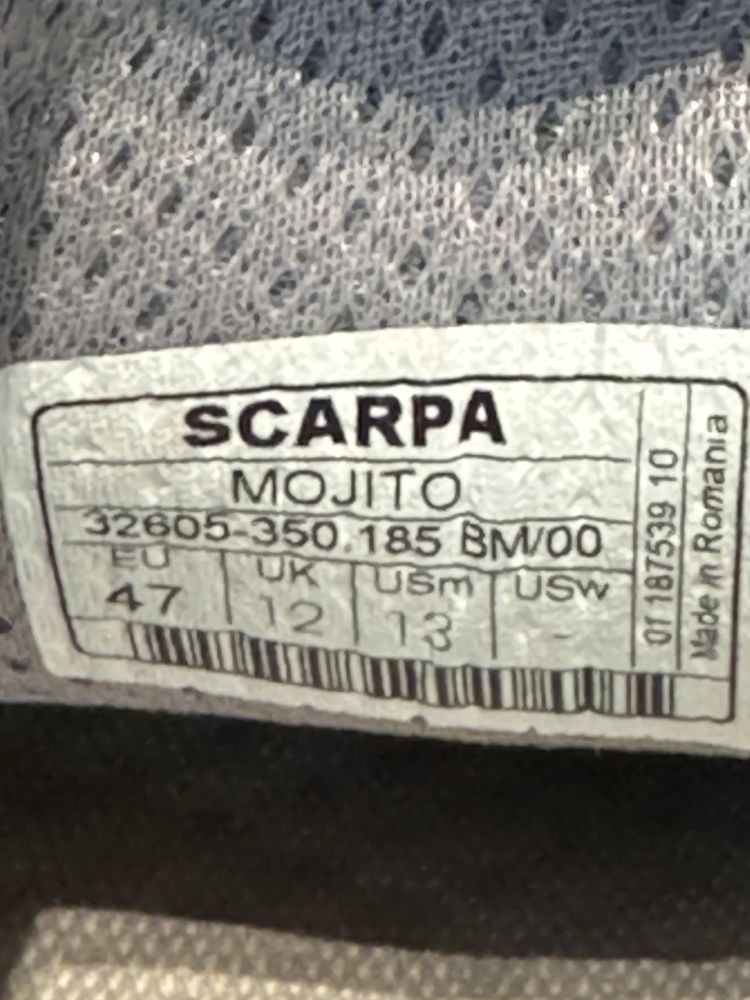 SCARPA
MOJITO
32605-350.185 BM/00
EU UK USm USw
47 12 13 -
01 187539 10
Made in Romania